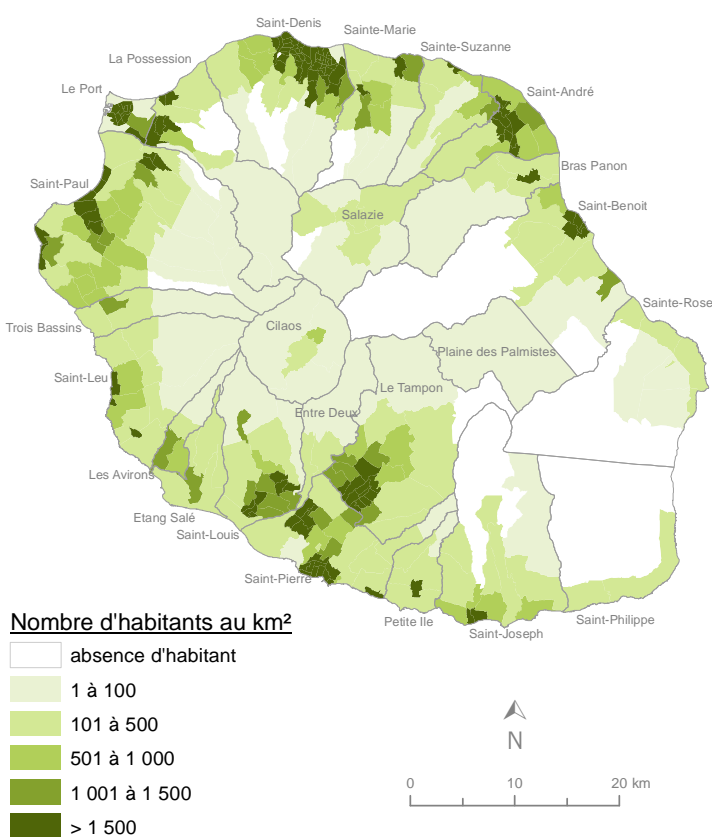 Saint-Denis
Sainte-Marie
Sainte-Suzanne
La Possession
Le Port
Saint-André
Bras Panon
Saint-Paul
Saint-Benoit
Salazie
Sainte-Rose
Trois Bassins
Cilaos
Plaine des Palmistes
Saint-Leu
Le Tampon
Entre Deux
Les Avirons
Etang Salé
Saint-Louis
Saint-Pierre
Petite Ile
Saint-Joseph
Saint-Philippe
Nombre d'habitants au km²
absence d'habitant
1 à 100
101 à 500
501 à 1 000
1 001 à 1 500
> 1 500
N
0 10 20 km